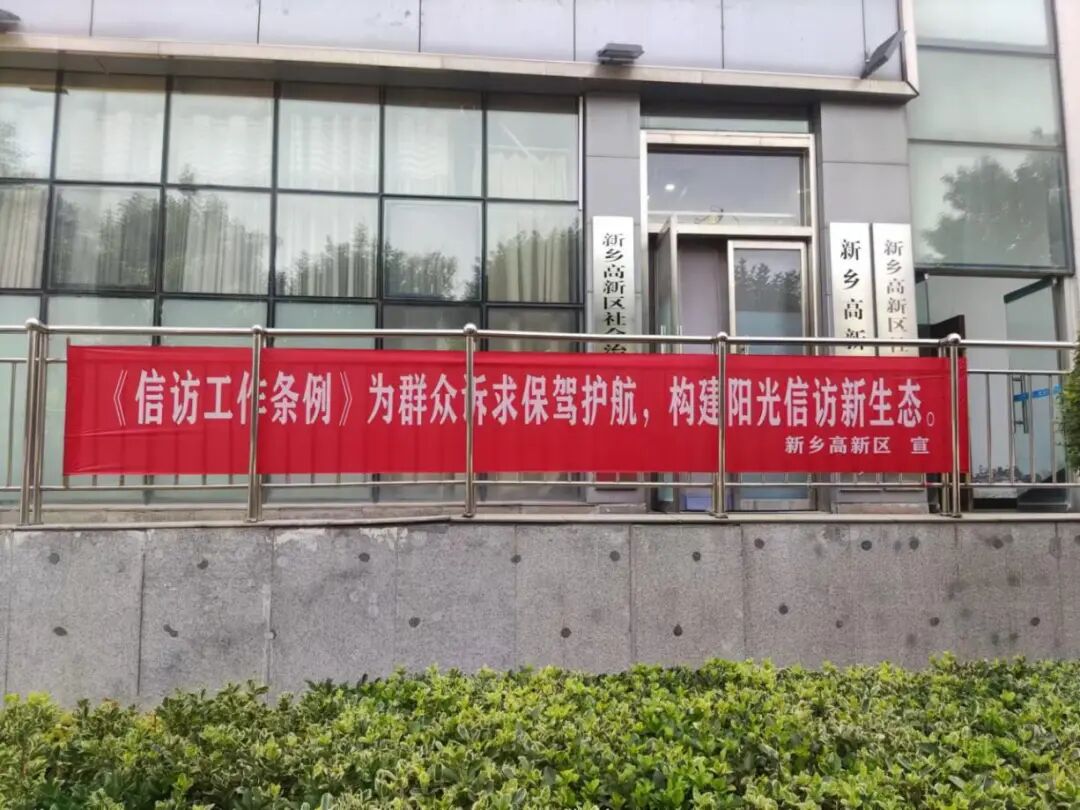 新乡高新区社会治
新乡高新
新乡高新区社
《信访工作条例》为群众诉求保驾护航，构建阳光信访新生态。
新乡高新区 宣